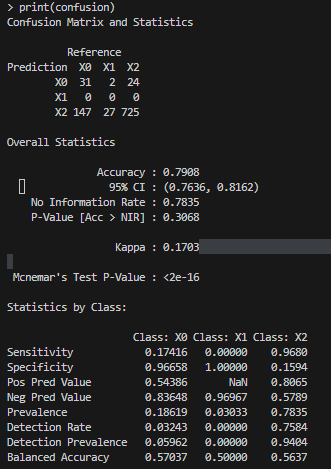 > print(confusion)
Confusion Matrix and Statistics

          Reference
Prediction  X0  X1  X2
        X0  31   2  24
        X1   0   0   0
        X2 147  27 725

Overall Statistics

               Accuracy : 0.7908
                 95% CI : (0.7636, 0.8162)
    No Information Rate : 0.7835
    P-Value [Acc > NIR] : 0.3068

                  Kappa : 0.1703

 Mcnemar's Test P-Value : <2e-16

Statistics by Class:

                     Class: X0 Class: X1 Class: X2
Sensitivity            0.17416   0.00000    0.9680
Specificity            0.96658   1.00000    0.1594
Pos Pred Value         0.54386       NaN    0.8065
Neg Pred Value         0.83648   0.96967    0.5789
Prevalence             0.18619   0.03033    0.7835
Detection Rate         0.03243   0.00000    0.7584
Detection Prevalence   0.05962   0.00000    0.9404
Balanced Accuracy      0.57037   0.50000    0.5637